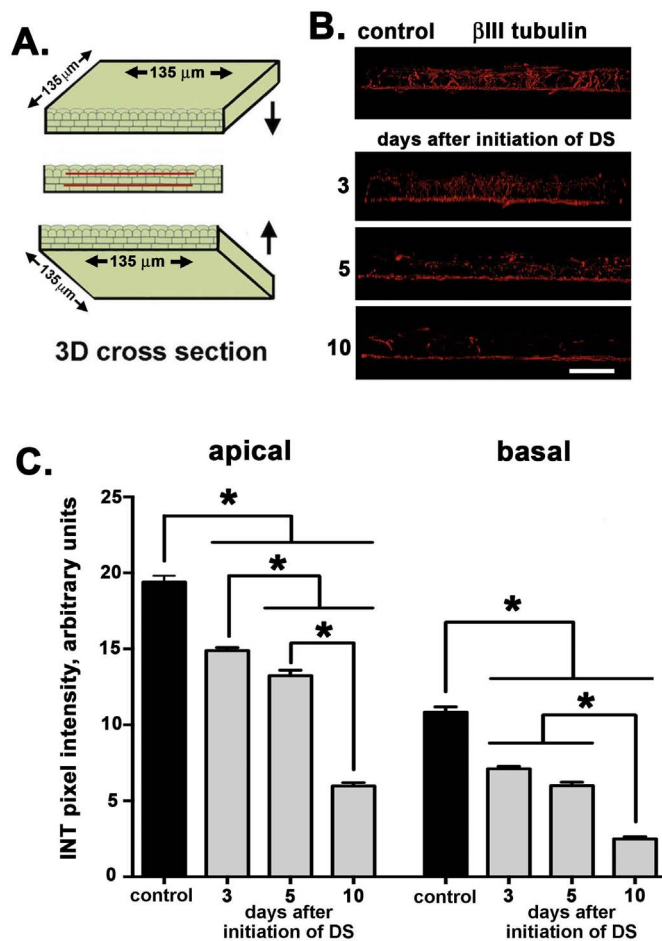 A.
135 µm
135 µm
135 µm
135 µm
3D cross section
B.
control βIII tubulin
days after initiation of DS
3
5
10
C.
apical basal
INT pixel intensity, arbitrary units
25
20
15
10
5
0
*
*
*
*
*
control 3 5 10 control 3 5 10
days after
initiation of DS
days after
initiation of DS